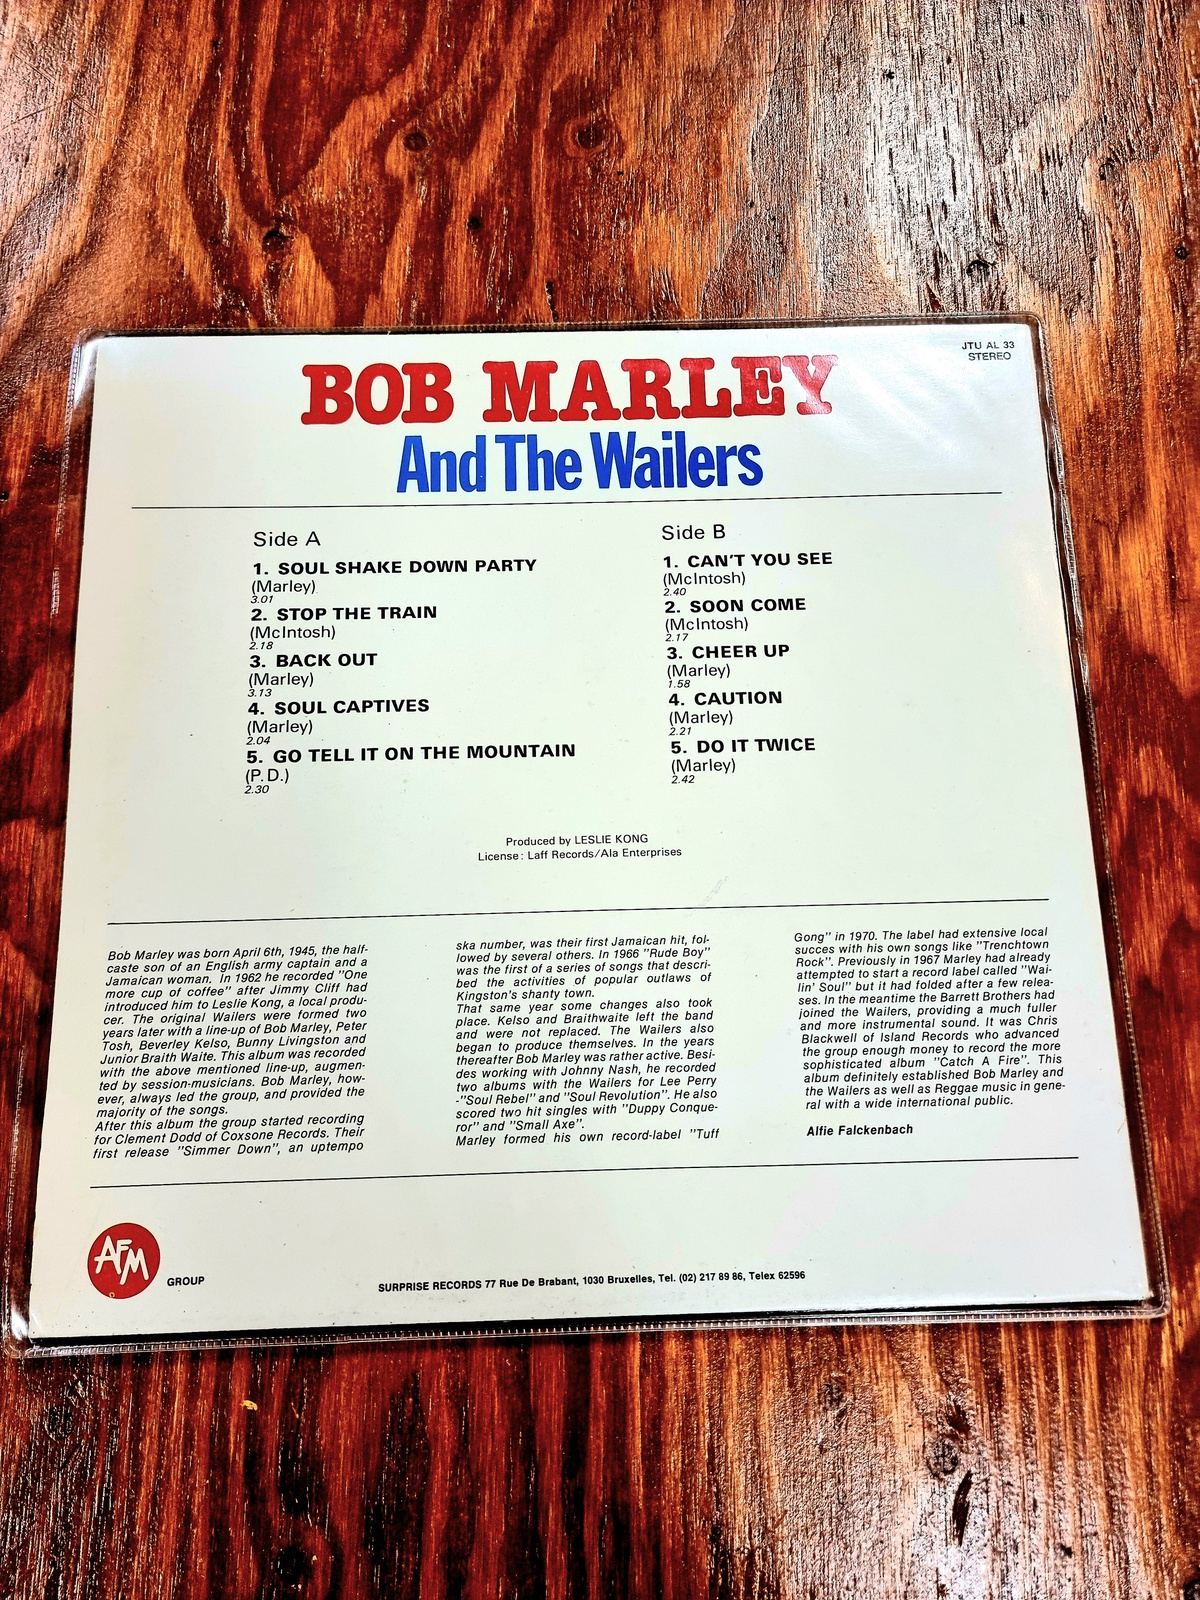 JTU AL 33
STEREO
BOB MARLEY
And The Wailers
Side A
1. SOUL SHAKE DOWN PARTY
(Marley)
3.01
2. STOP THE TRAIN
(McIntosh)
2.18
3. BACK OUT
(Marley)
3.13
4. SOUL CAPTIVES
(Marley)
2.04
5. GO TELL IT ON THE MOUNTAIN
(P.D.)
2.30
Side B
1. CAN'T YOU SEE
(McIntosh)
2.40
2. SOON COME
(McIntosh)
2.17
3. CHEER UP
(Marley)
1.58
4. CAUTION
(Marley)
2.21
5. DO IT TWICE
(Marley)
2.42
Produced by LESLIE KONG
License: Laff Records/Ala Enterprises
Bob Marley was born April 6th, 1945, the half-
caste son of an English army captain and a
Jamaican woman. In 1962 he recorded "One
more cup of coffee" after Jimmy Cliff had
introduced him to Leslie Kong, a local produ-
cer. The original Wailers were formed two
years later with a line-up of Bob Marley, Peter
Tosh, Beverley Kelso, Bunny Livingston and
Junior Braith Waite. This album was recorded
with the above mentioned line-up, augmen-
ted by session-musicians. Bob Marley, how-
ever, always led the group, and provided the
majority of the songs.
After this album the group started recording
for Clement Dodd of Coxsone Records. Their
first release "Simmer Down", an uptempo
ska number, was their first Jamaican hit, fol-
lowed by several others. In 1966 "Rude Boy"
was the first of a series of songs that descri-
bed the activities of popular outlaws of
Kingston's shanty town.
That same year some changes also took
place. Kelso and Braithwaite left the band
and were not replaced. The Wailers also
began to produce themselves. In the years
thereafter Bob Marley was rather active. Besi-
des working with Johnny Nash, he recorded
two albums with the Wailers for Lee Perry
-"Soul Rebel" and "Soul Revolution". He also
scored two hit singles with "Duppy Conque-
ror" and "Small Axe".
Marley formed his own record-label "Tuff
Gong" in 1970. The label had extensive local
succes with his own songs like "Trenchtown
Rock". Previously in 1967 Marley had already
attempted to start a record label called "Wai-
lin' Soul" but it had folded after a few relea-
ses. In the meantime the Barrett Brothers had
joined the Wailers, providing a much fuller
and more instrumental sound. It was Chris
Blackwell of Island Records who advanced
the group enough money to record the more
sophisticated album "Catch A Fire". This
album definitely established Bob Marley and
the Wailers as well as Reggae music in gene-
ral with a wide international public.
Alfie Falckenbach
AFM
GROUP
SURPRISE RECORDS 77 Rue De Brabant, 1030 Bruxelles, Tel. (02) 217 89 86, Telex 62596